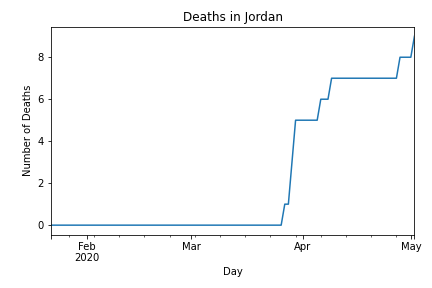 Deaths in Jordan
Number of Deaths
8
6
4
2
0
Feb
2020
Mar
Apr
May
Day